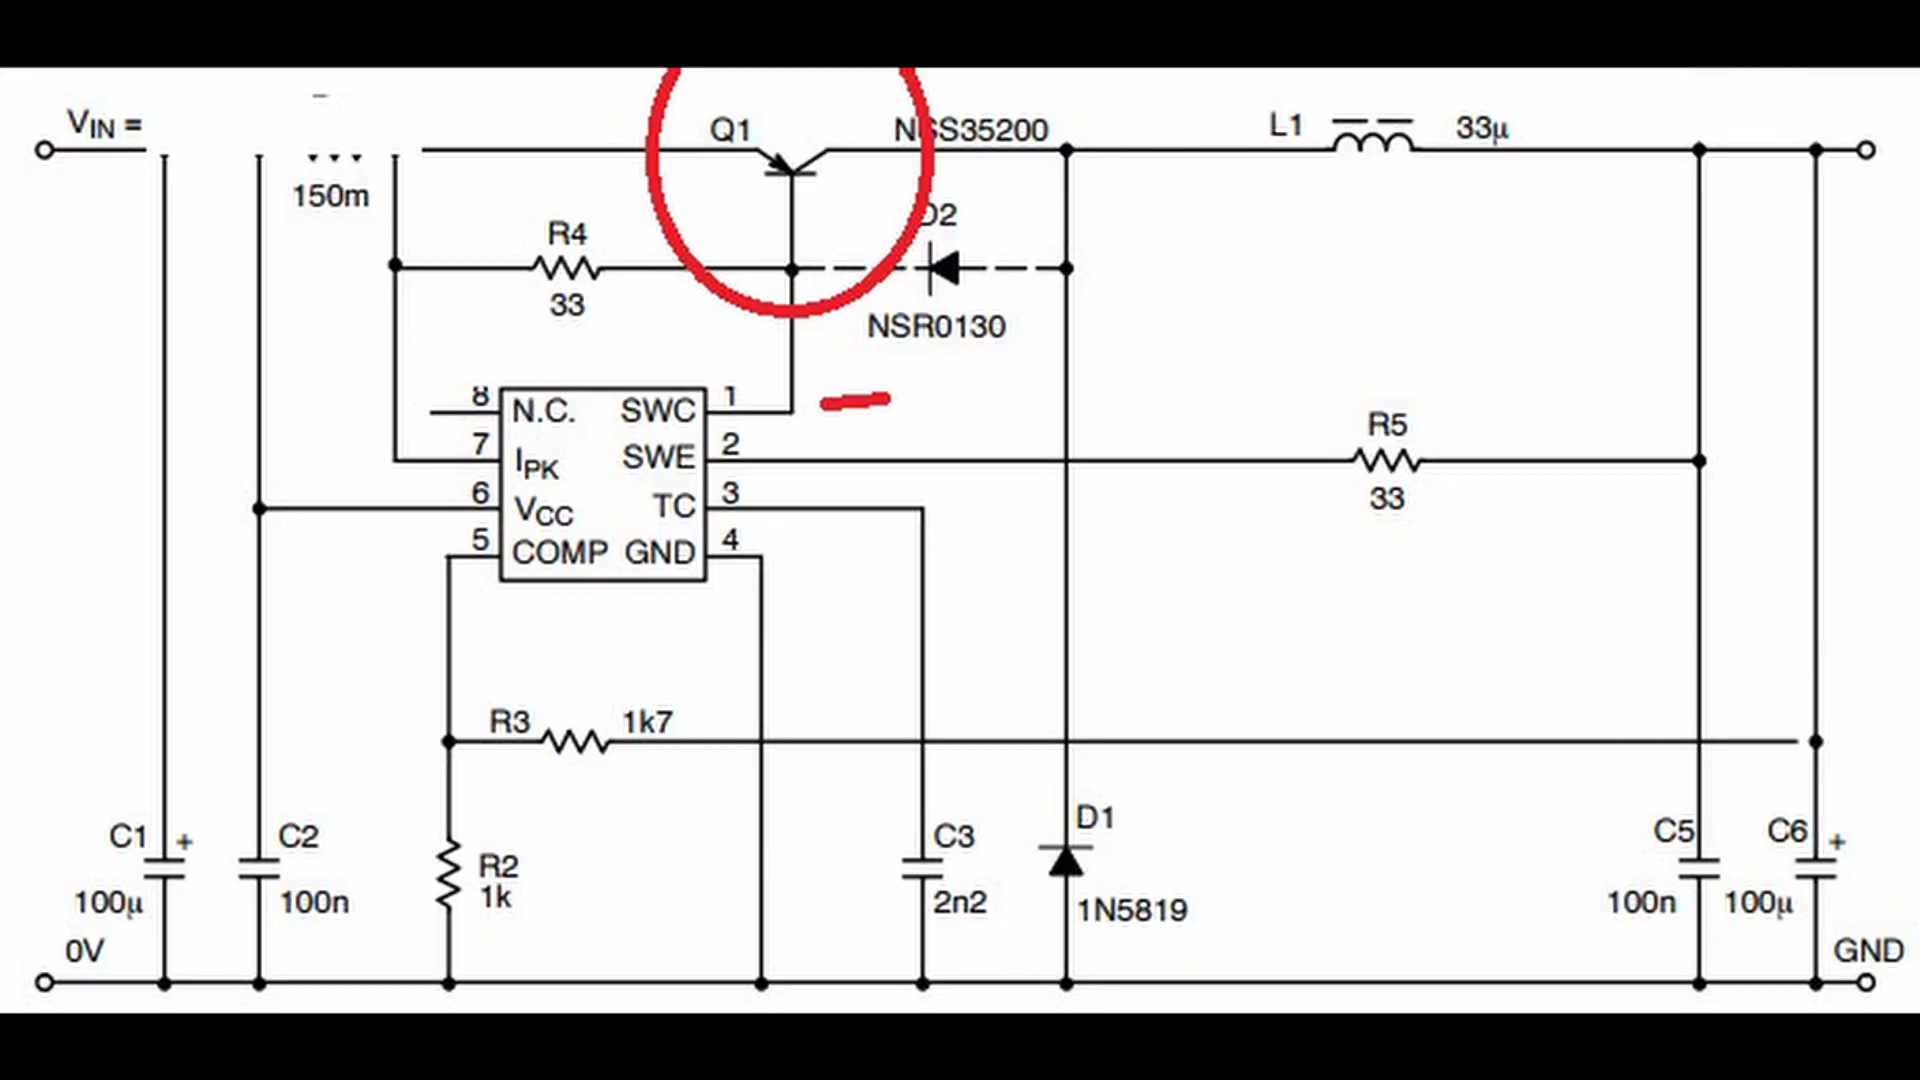 VIN =
Q1
NSS35200
L1
33µ
150m
R4
33
D2
NSR0130
8 N.C. SWC 1
7 IPK SWE 2
6 VCC TC 3
5 COMP GND 4
R5
33
R3 1k7
C1 +
100µ
C2
100n
R2
1k
C3
2n2
D1
1N5819
C5
100n
C6 +
100µ
0V
GND